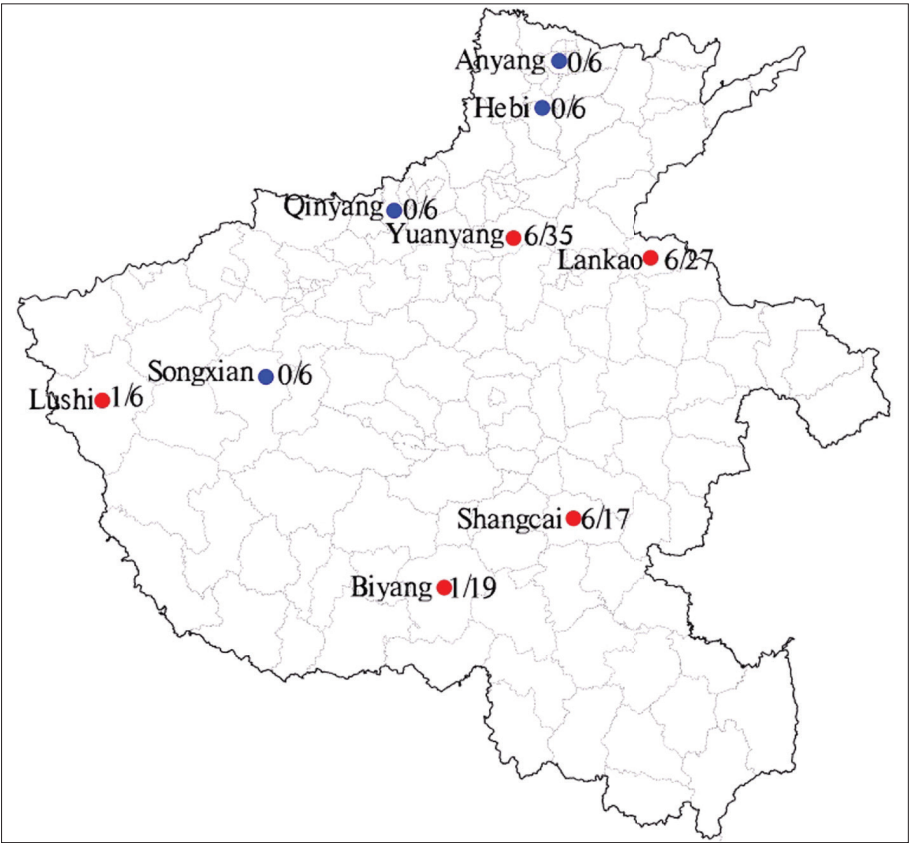 Anyang 0/6
Hebi 0/6
Qinyang 0/6
Yuanyang 6/35
Lankao 6/27
Songxian 0/6
Lushi 1/6
Shangcai 6/17
Biyang 1/19